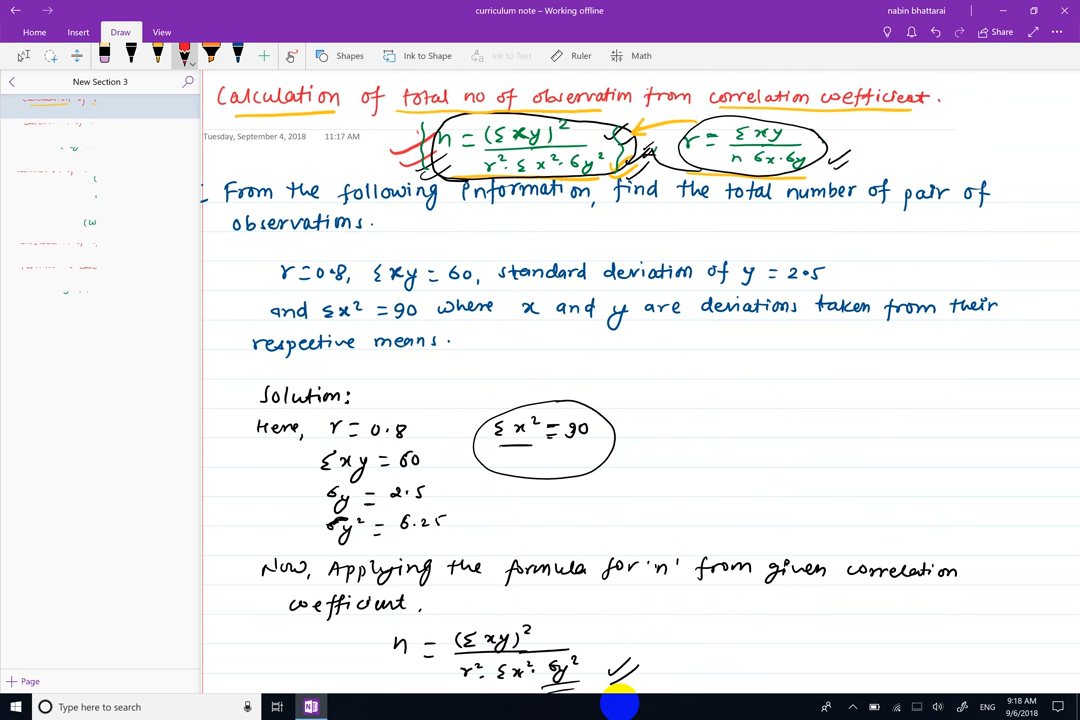 curriculum note – Working offline
nabin bhattarai
Home Insert Draw View
Share
Shapes Ink to Shape Ink to Text Ruler Math
New Section 3
Calculation of total no of observation from correlation coefficient.
Tuesday, September 4, 2018 11:17 AM
{ n = (Σxy)² / r²· Σx²· σy² } r = Σxy / n σx·σy
: From the following Information, find the total number of pair of
observations.
r = 0.8, Σxy = 60, standard deviation of y = 2.5
and Σx² = 90 where x and y are deviations taken from their
respective means.
Solution:
Here, r = 0.8 Σx² = 90
Σxy = 60
σy = 2.5
σy² = 6.25
Now, Applying the formula for 'n' from given correlation
coefficient.
n = (Σxy)² / r²· Σx²· σy²
+ Page
Type here to search
ENG
9:18 AM
9/6/2018